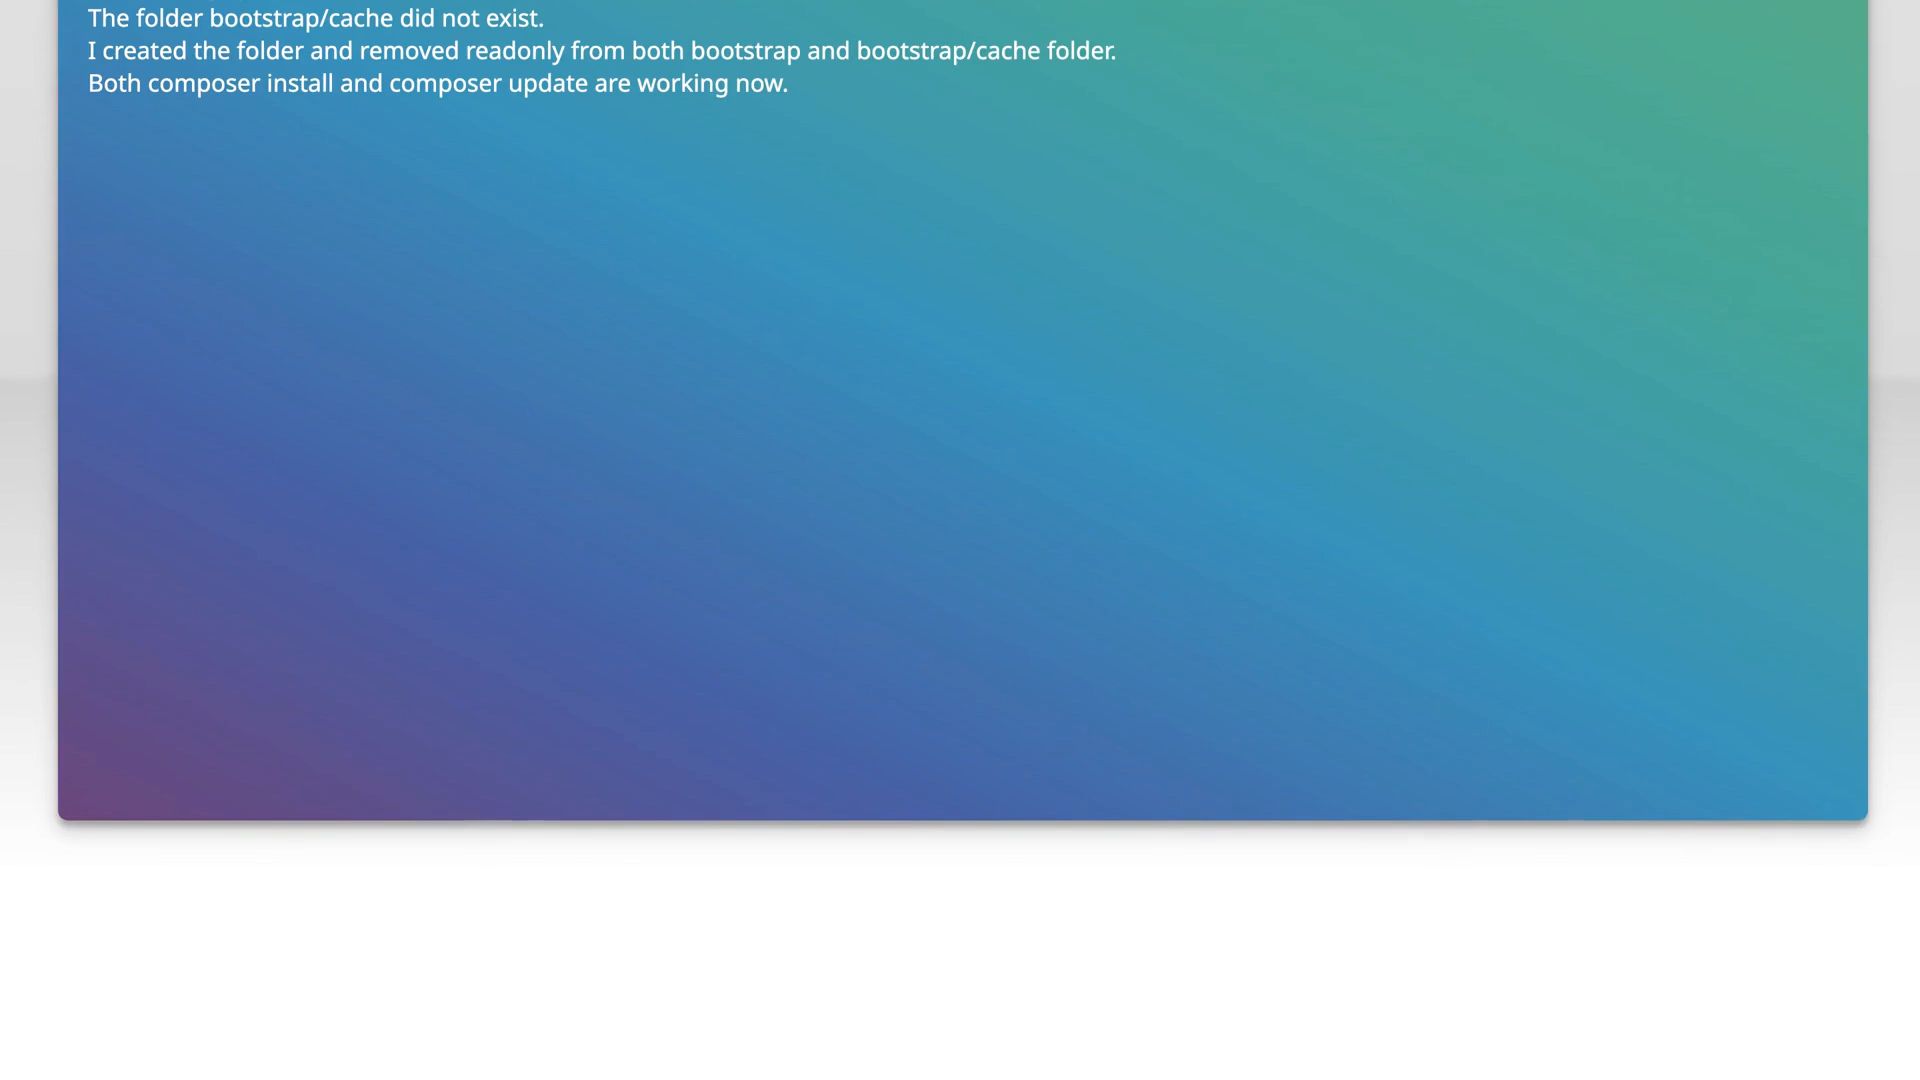 The folder bootstrap/cache did not exist.
I created the folder and removed readonly from both bootstrap and bootstrap/cache folder.
Both composer install and composer update are working now.